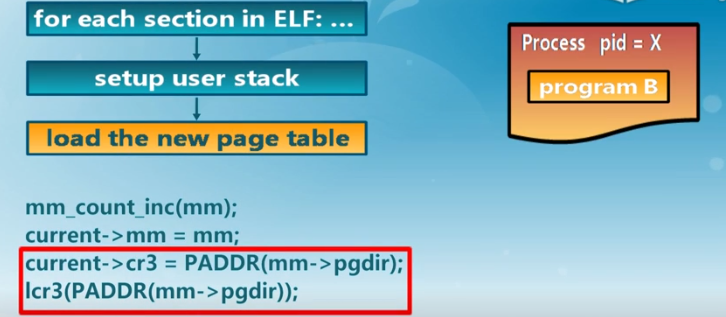 for each section in ELF: ...
setup user stack
load the new page table
Process pid = X
program B
mm_count_inc(mm);
current->mm = mm;
current->cr3 = PADDR(mm->pgdir);
lcr3(PADDR(mm->pgdir));